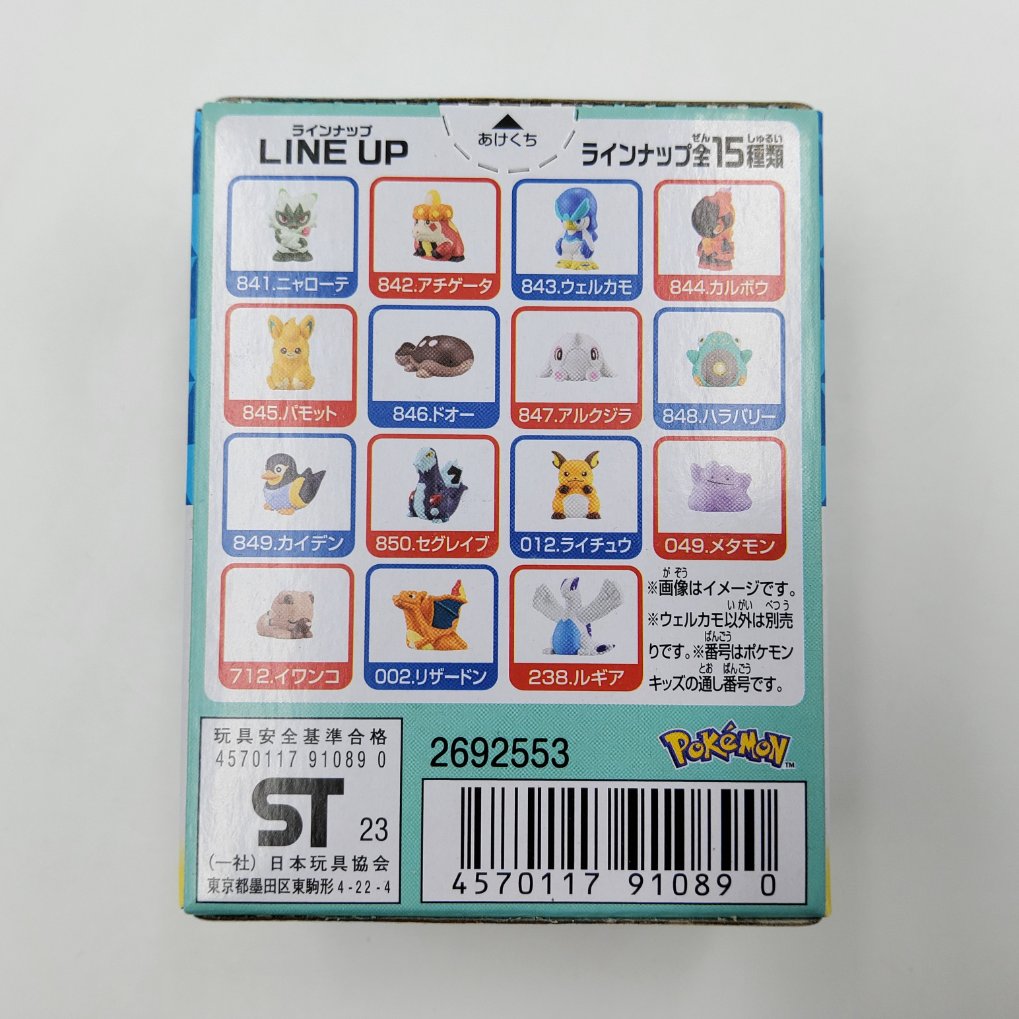 あけくち
ラインナップ
LINE UP
ぜん しゅるい
ラインナップ全15種類
841.ニャローテ
842.アチゲータ
843.ウェルカモ
844.カルボウ
845.パモット
846.ドオー
847.アルクジラ
848.ハラバリー
849.カイデン
850.セグレイブ
012.ライチュウ
049.メタモン
712.イワンコ
002.リザードン
238.ルギア
がぞう
※画像はイメージです。
いがい べつう
※ウェルカモ以外は別売
ばんごう
りです。※番号はポケモン
とお ばんごう
キッズの通し番号です。
玩具安全基準合格
4570117 91089 0
ST 23
(一社) 日本玩具協会
東京都墨田区東駒形4-22-4
2692553
POKéMON™
4570117 91089 0